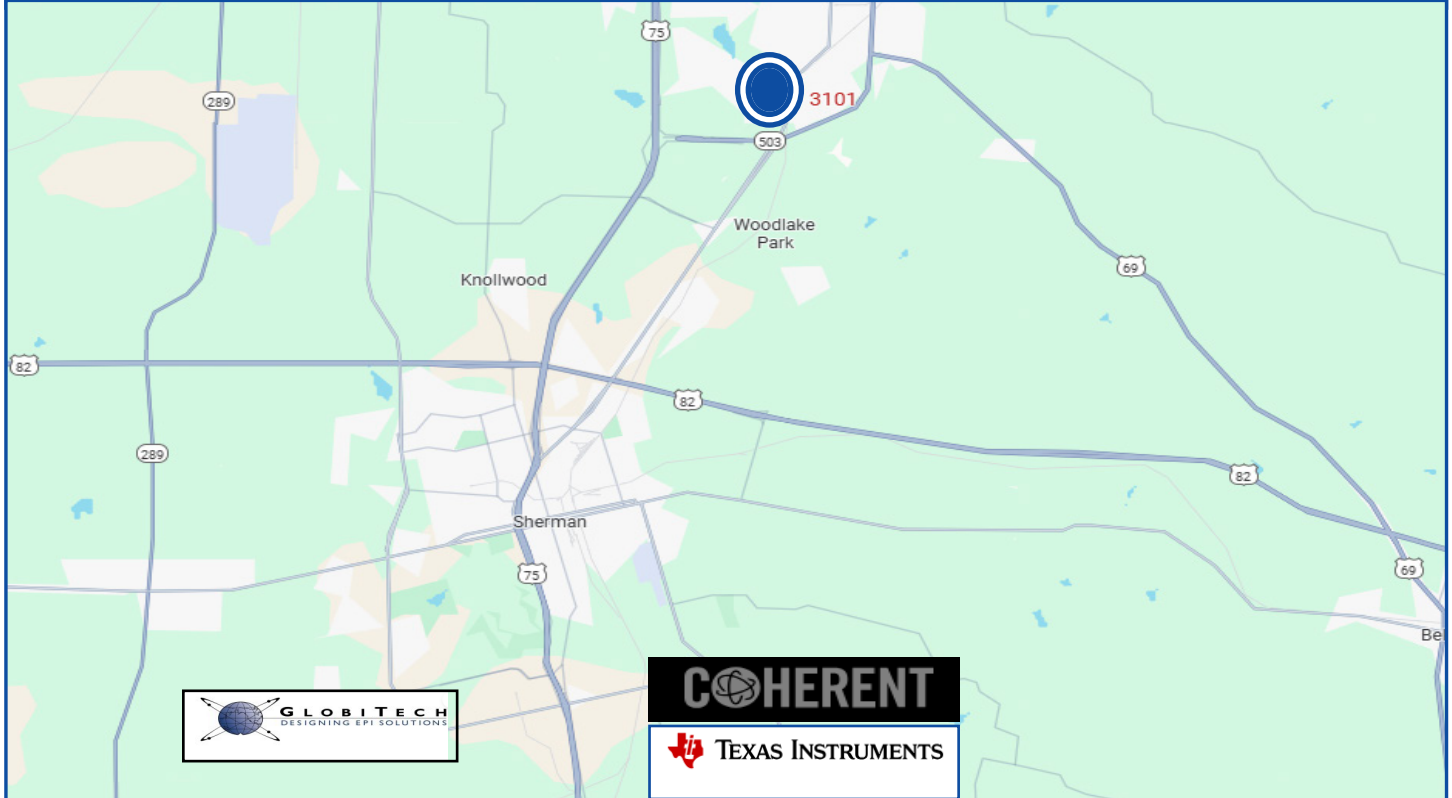 75
289
3101
503
Woodlake
Park
69
Knollwood
82
82
289
82
Sherman
75
69
Be
COHERENT
GLOBITECH
DESIGNING EPI SOLUTIONS
TEXAS INSTRUMENTS